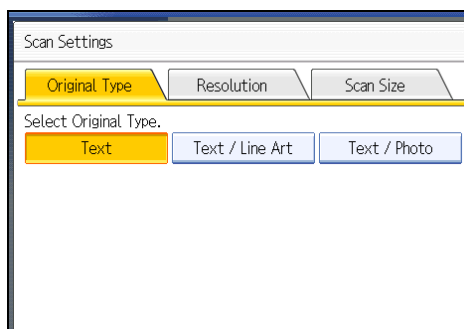 Scan Settings
Original Type Resolution Scan Size
Select Original Type.
Text Text / Line Art Text / Photo